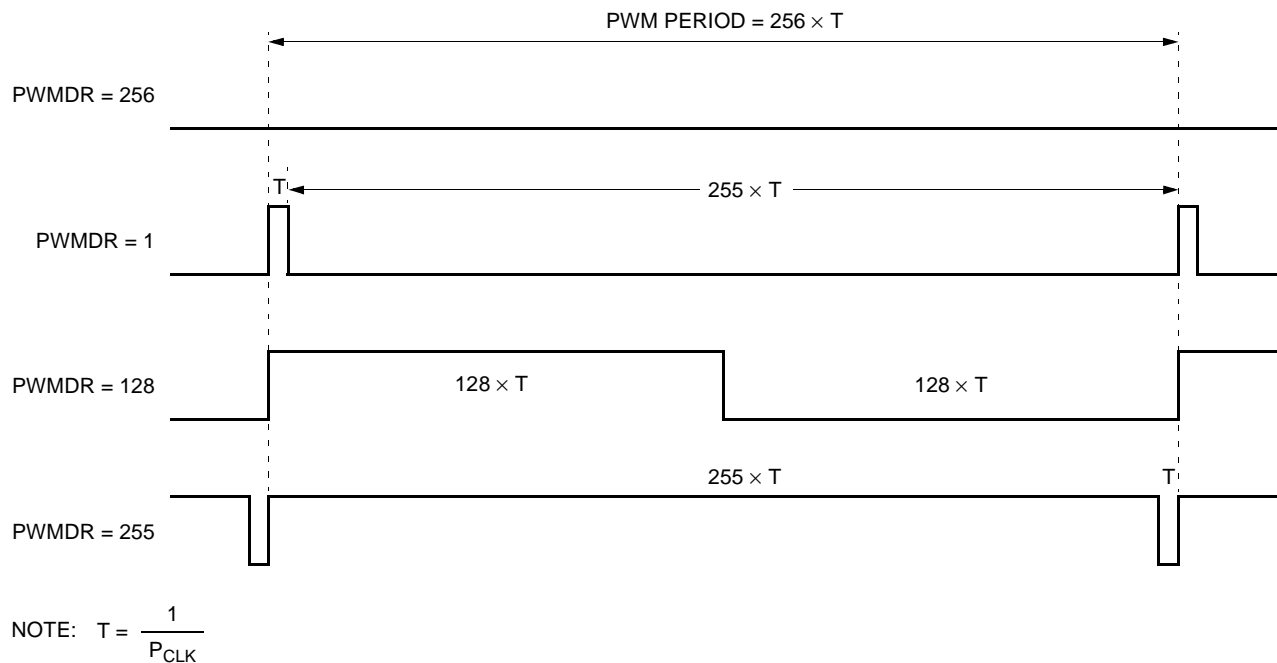 PWM PERIOD = 256 × T
PWMDR = 256
T
255 × T
PWMDR = 1
PWMDR = 128
128 × T
128 × T
255 × T
T
PWMDR = 255
NOTE: T = 1
P_CLK